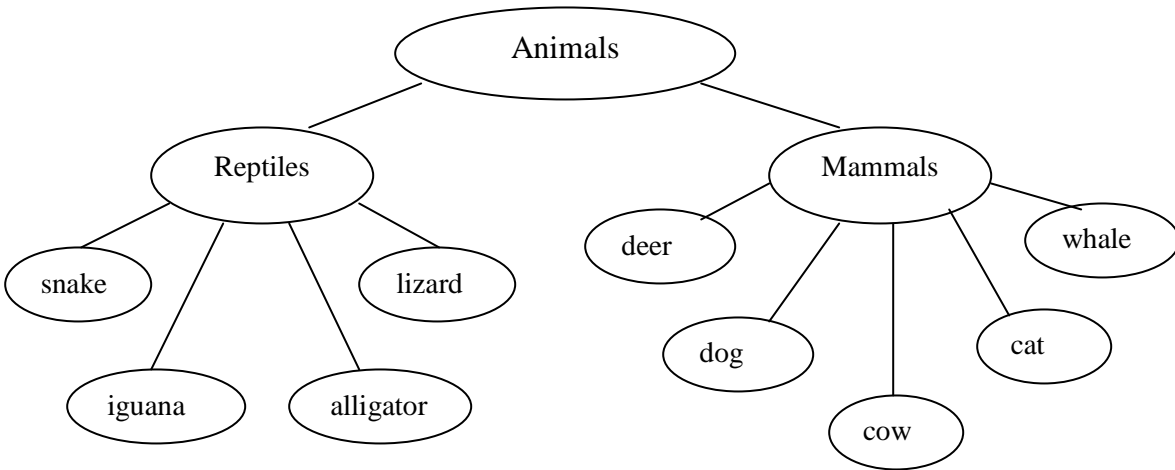 Animals
Reptiles
Mammals
snake
lizard
iguana
alligator
deer
whale
dog
cat
cow